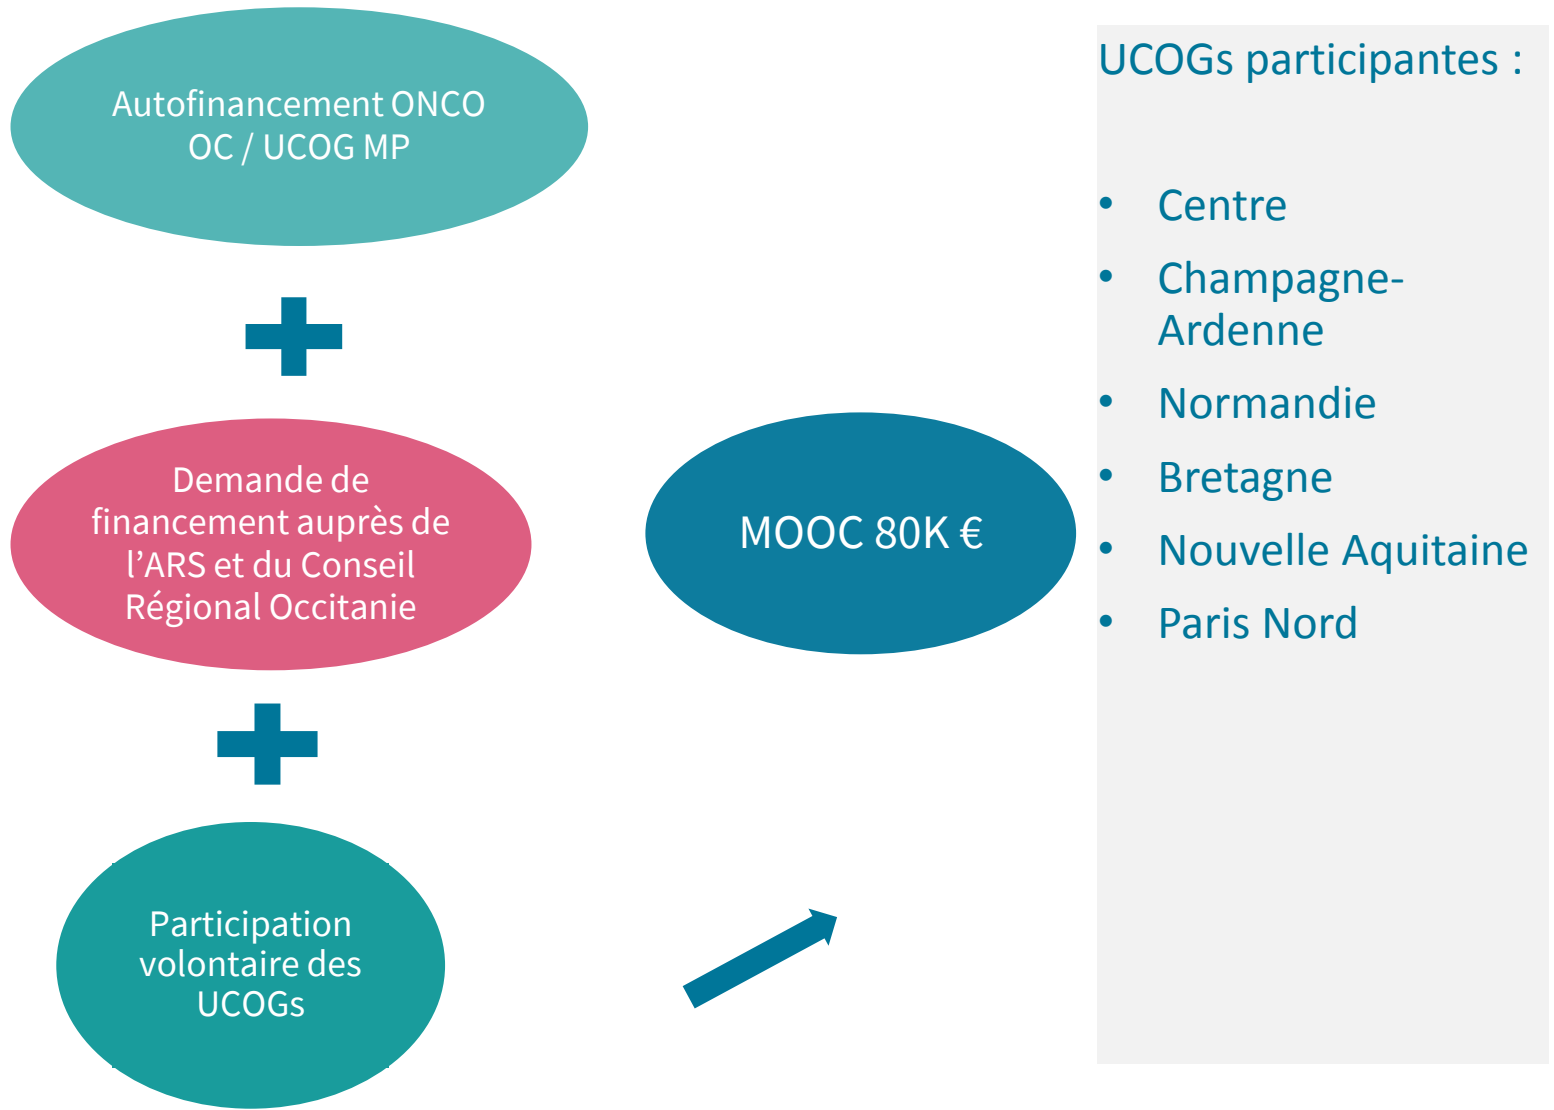 Autofinancement ONCO
OC / UCOG MP
Demande de
financement auprès de
l’ARS et du Conseil
Régional Occitanie
Participation
volontaire des
UCOGs
MOOC 80K €
UCOGs participantes :
• Centre
• Champagne-
Ardenne
• Normandie
• Bretagne
• Nouvelle Aquitaine
• Paris Nord